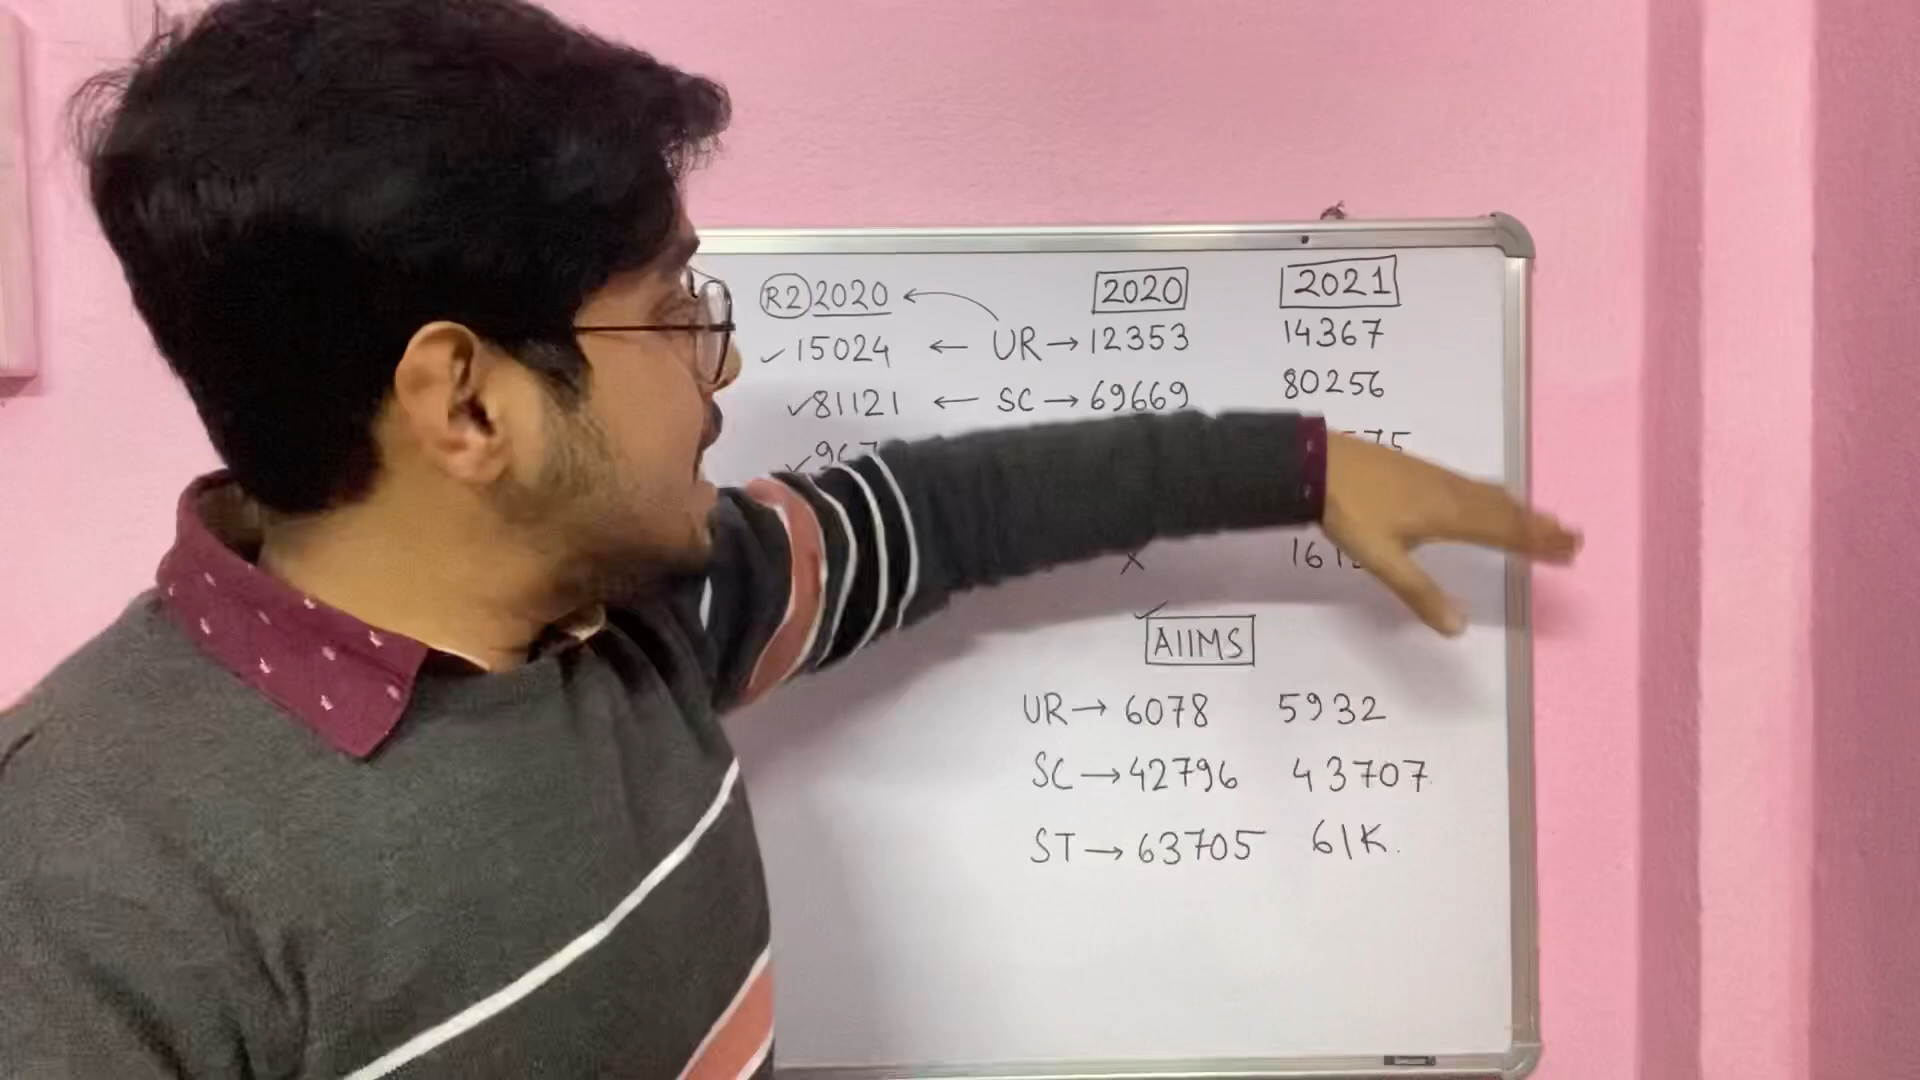 R2 2020 ← 2020 2021
✓15024 ← UR → 12353 14367
✓81121 ← SC → 69669 80256
×
✓
AIIMS
UR → 6078 5932
SC → 42796 43707
ST → 63705 61K.